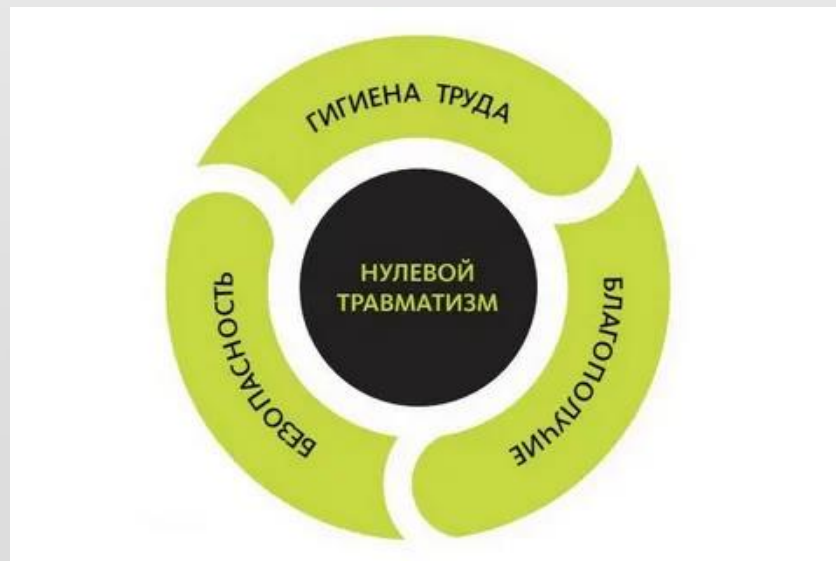 ГИГИЕНА ТРУДА
НУЛЕВОЙ
ТРАВМАТИЗМ
БЕЗОПАСНОСТЬ
БЛАГОПОЛУЧИЕ